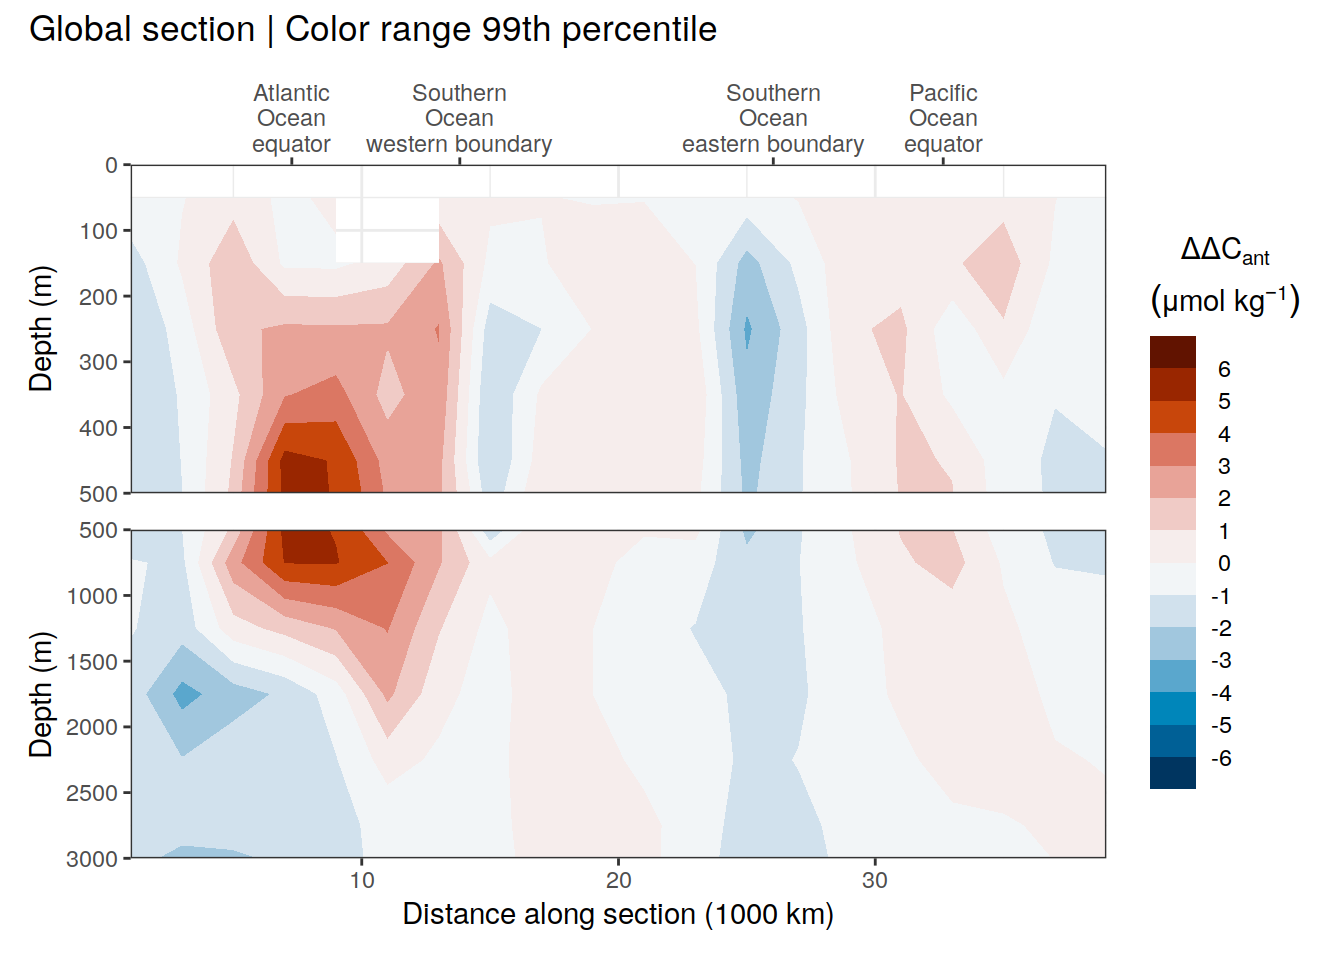 Global section | Color range 99th percentile
Atlantic
Ocean
equator
Southern
Ocean
western boundary
Southern
Ocean
eastern boundary
Pacific
Ocean
equator
0
100
200
300
400
500
Depth (m)
500
1000
1500
2000
2500
3000
Depth (m)
10
20
30
Distance along section (1000 km)
ΔΔCant
(μmol kg⁻¹)
6
5
4
3
2
1
0
-1
-2
-3
-4
-5
-6